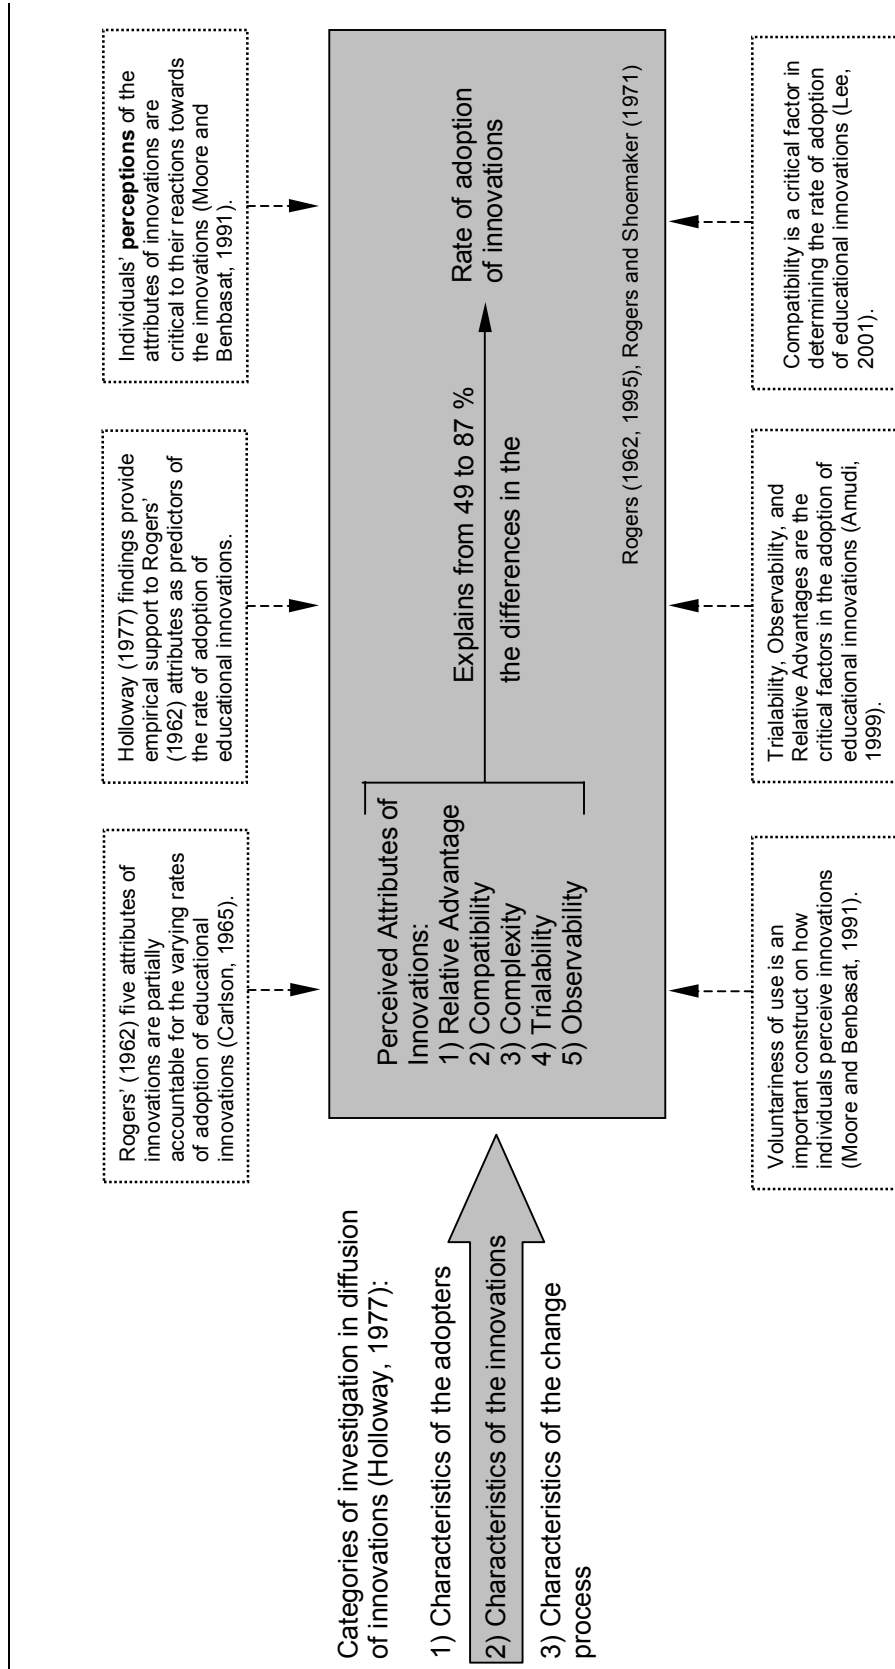 Rogers’ (1962) five attributes of
innovations are partially
accountable for the varying rates
of adoption of educational
innovations (Carlson, 1965).
Holloway (1977) findings provide
empirical support to Rogers’
(1962) attributes as predictors of
the rate of adoption of
educational innovations.
Individuals’ perceptions of the
attributes of innovations are
critical to their reactions towards
the innovations (Moore and
Benbasat, 1991).
Categories of investigation in diffusion
of innovations (Holloway, 1977):
1) Characteristics of the adopters
2) Characteristics of the innovations
3) Characteristics of the change
process
Perceived Attributes of
Innovations:
1) Relative Advantage
2) Compatibility
3) Complexity
4) Trialability
5) Observability
Explains from 49 to 87 %
the differences in the
Rate of adoption
of innovations
Rogers (1962, 1995), Rogers and Shoemaker (1971)
Voluntariness of use is an
important construct on how
individuals perceive innovations
(Moore and Benbasat, 1991).
Trialability, Observability, and
Relative Advantages are the
critical factors in the adoption of
educational innovations (Amudi,
1999).
Compatibility is a critical factor in
determining the rate of adoption
of educational innovations (Lee,
2001).